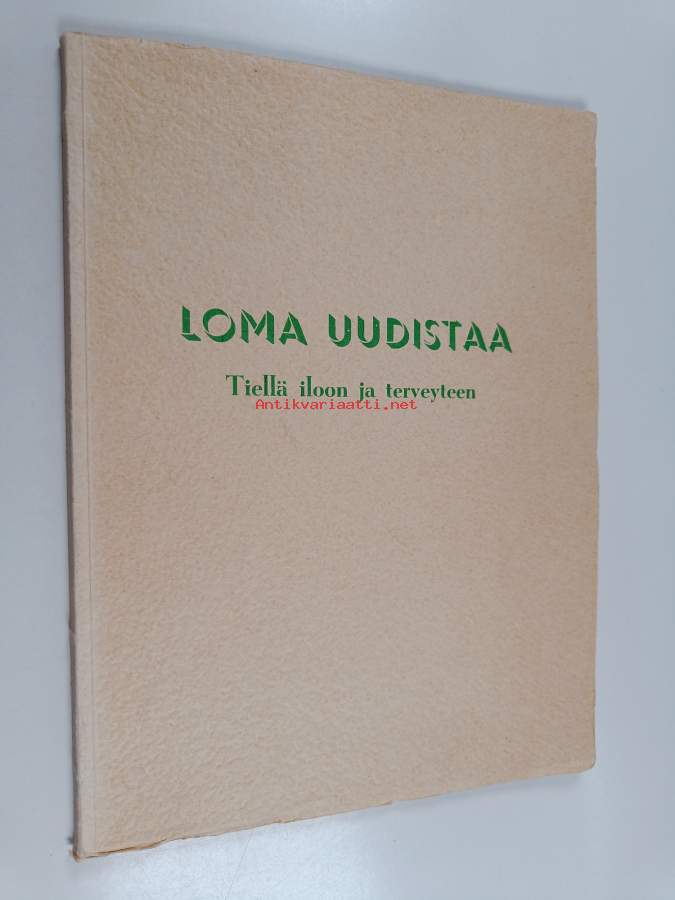 LOMA UUDISTAA
Tiellä iloon ja terveyteen
Antikvariaatti.net